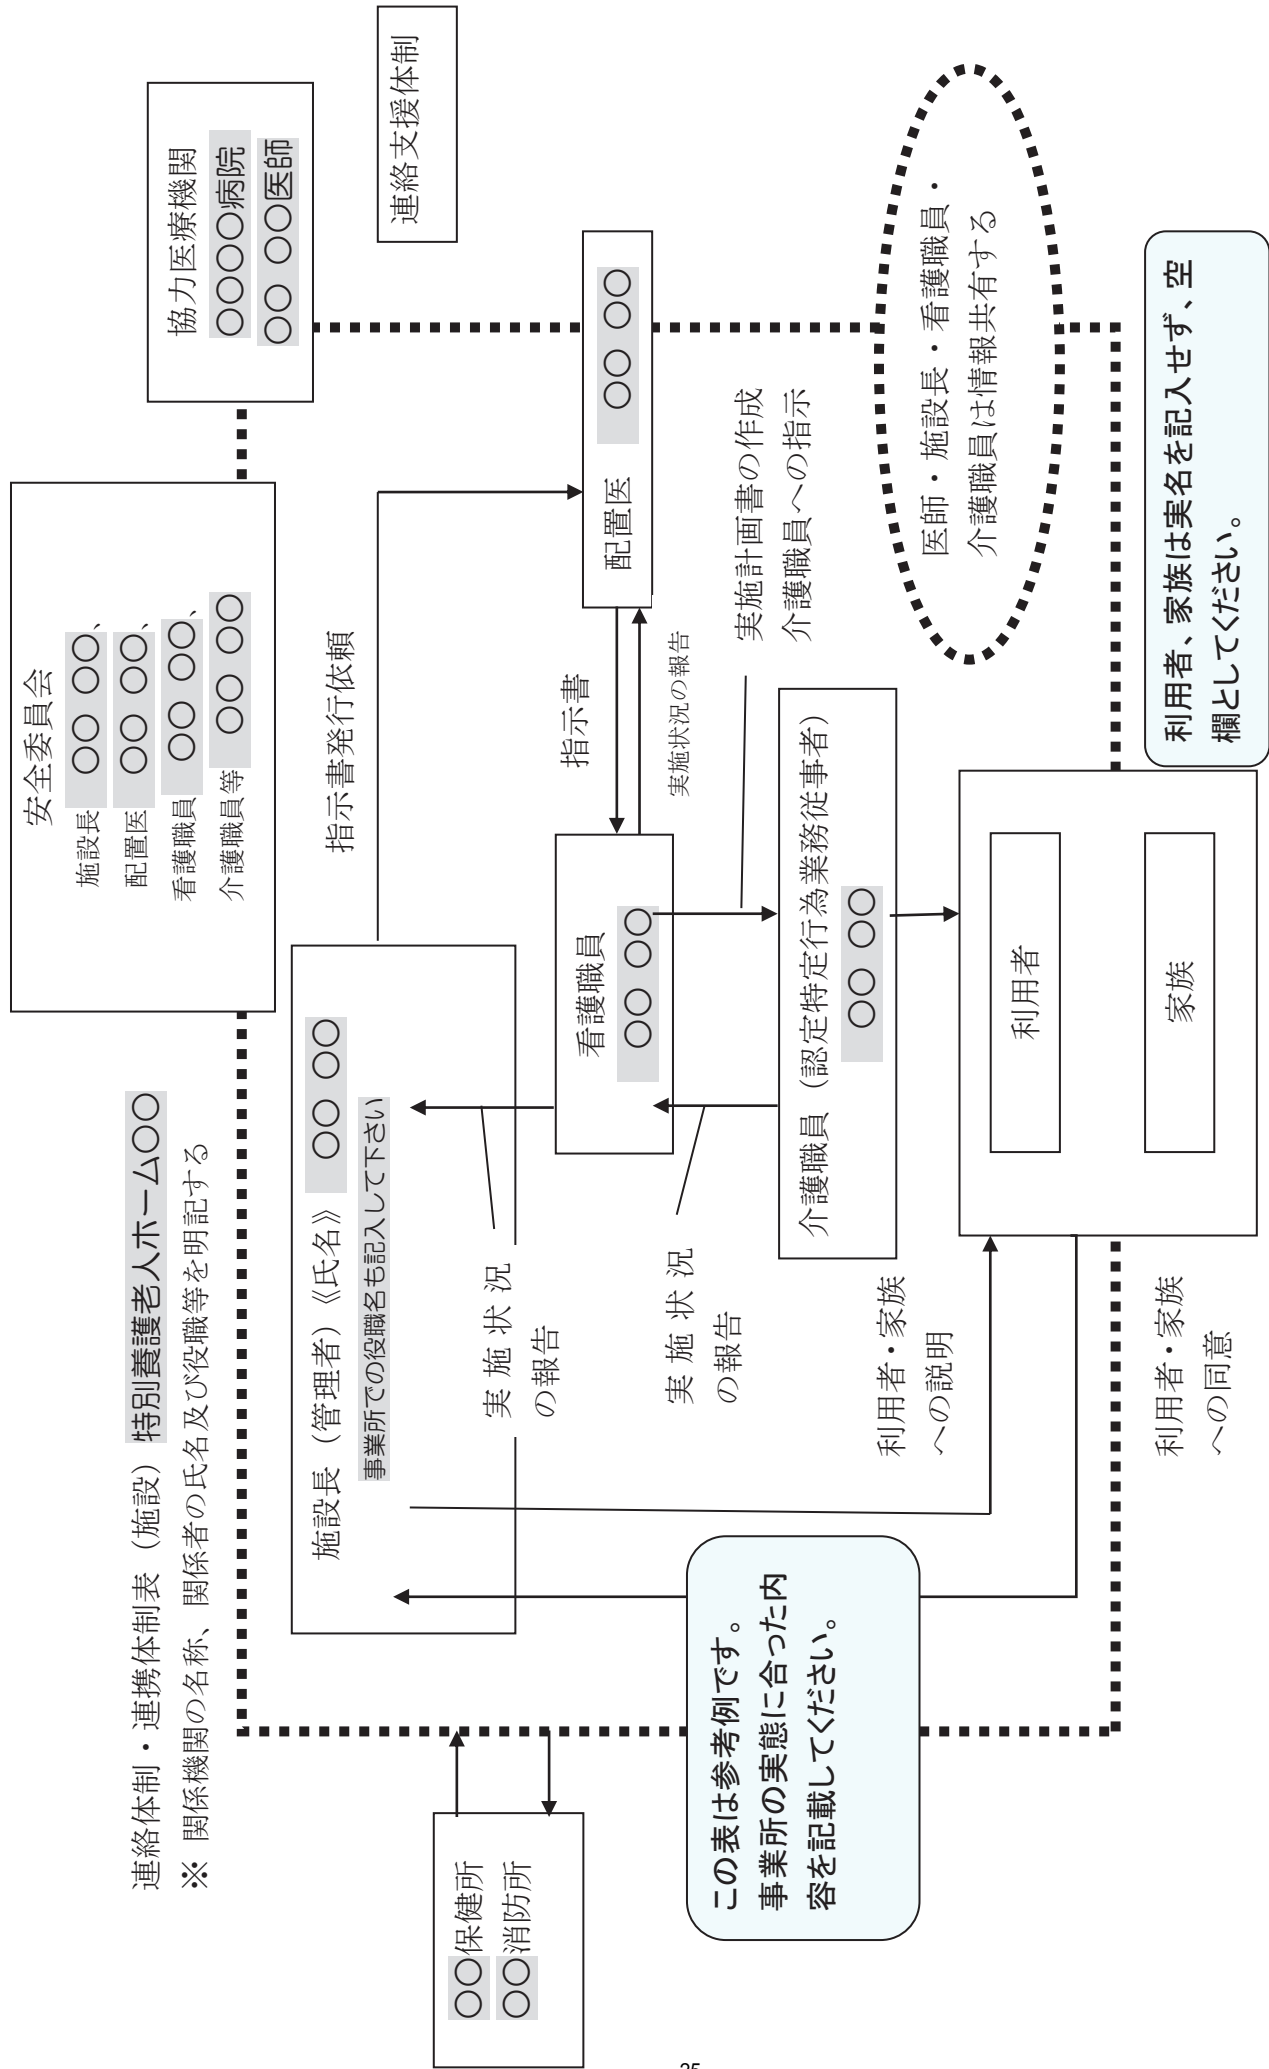 連絡体制・連携体制表（施設）特別養護老人ホーム〇〇
※ 関係機関の名称、関係者の氏名及び役職等を明記する
安全委員会
施設長 〇〇 〇〇、
配置医 〇〇 〇〇、
看護職員 〇〇 〇〇、
介護職員等 〇〇 〇〇
協力医療機関
〇〇〇〇病院
〇〇 〇〇医師
連絡支援体制
施設長（管理者）《氏名》 〇〇 〇〇
事業所での役職名も記入して下さい
指示書発行依頼
〇〇保健所
〇〇消防所
実施状況
の報告
看護職員
〇〇 〇〇
指示書
実施状況の報告
配置医 〇〇 〇〇
実施状況
の報告
実施計画書の作成
介護職員への指示
介護職員（認定特定行為業務従事者）
〇〇 〇〇
医師・施設長・看護職員・
介護職員は情報共有する
この表は参考例です。
事業所の実態に合った内
容を記載してください。
利用者・家族
への説明
利用者
家族
利用者・家族
への同意
利用者、家族は実名を記入せず、空
欄としてください。
25